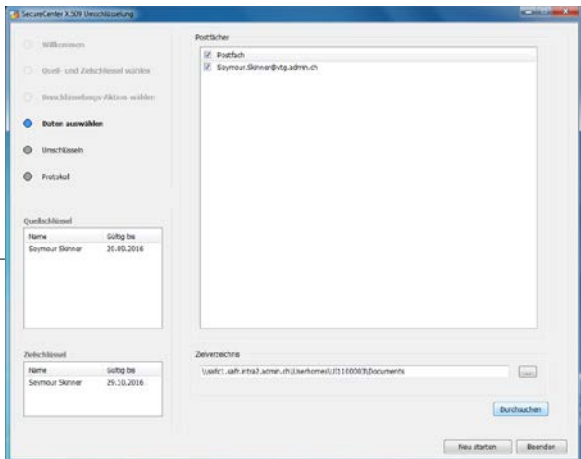 SecureCenter X.509 Umschlüsselung
Willkommen
Quell- und Zielschlüssel wählen
Umschlüsselungs-Aktion wählen
Daten auswählen
Umschlüsseln
Protokoll
Quellschlüssel
Name Gültig bis
Seymour Skinner 20.09.2016
Zielschlüssel
Name Gültig bis
Seymour Skinner 29.10.2016
Postfächer
Postfach
Seymour.Skinner@vtg.admin.ch
Zielverzeichnis
...
Durchsuchen
Neu starten Beenden